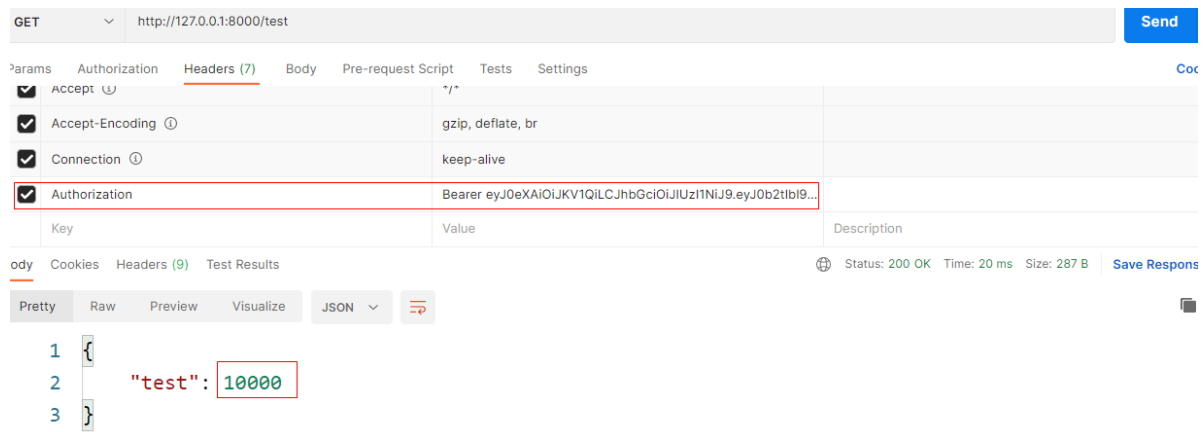 GET http://127.0.0.1:8000/test Send
Params Authorization Headers (7) Body Pre-request Script Tests Settings Coo
Accept */*
Accept-Encoding gzip, deflate, br
Connection keep-alive
Authorization Bearer eyJ0eXAiOiJKV1QiLCJhbGciOiJIUzI1NiJ9.eyJ0b2tlbl9...
Key Value Description
ody Cookies Headers (9) Test Results Status: 200 OK Time: 20 ms Size: 287 B Save Respons
Pretty Raw Preview Visualize JSON
1 {
2 "test": 10000
3 }